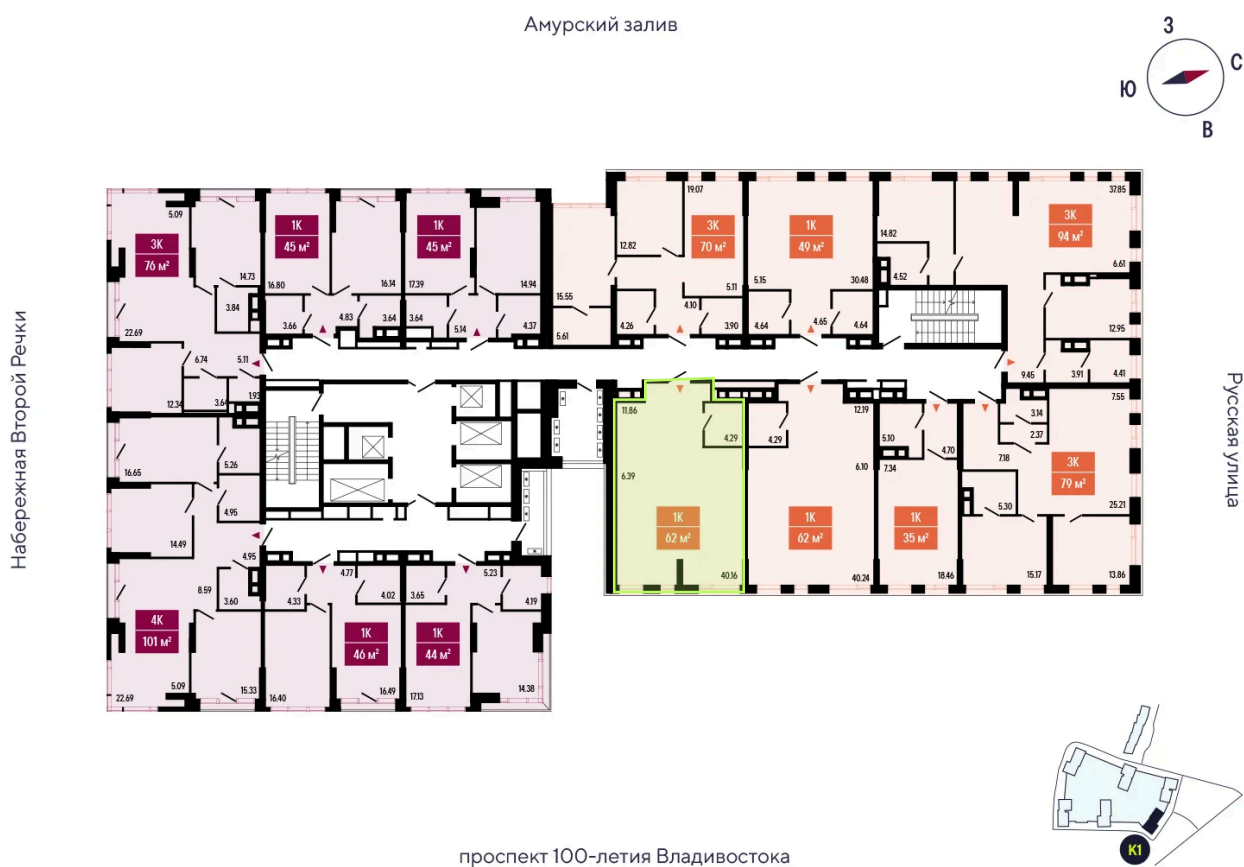 Амурский залив
З
С
Ю
В
Набережная Второй Речки
Русская улица
5.09
3К
76 м²
14.73
3.84
22.69
6.74
5.11
12.34
3.64
1.93
1К
45 м²
16.80
16.14
3.66
4.83
3.64
1К
45 м²
17.39
14.94
3.64
5.14
4.37
19.07
3К
70 м²
12.82
15.55
5.11
4.10
4.26
3.90
5.61
1К
49 м²
5.15
30.48
4.64
4.65
4.64
37.85
3К
94 м²
14.82
4.52
6.61
12.95
9.45
3.91
4.41
16.65
5.26
4.95
14.49
4.95
8.59
3.60
4К
101 м²
5.09
15.33
22.69
4.77
4.33
4.02
1К
46 м²
16.40
16.49
5.23
3.65
4.19
1К
44 м²
17.13
14.38
11.86
4.29
6.39
1К
62 м²
40.16
12.19
4.29
6.10
1К
62 м²
40.24
5.10
4.70
7.34
1К
35 м²
18.46
7.55
3.14
2.37
7.18
3К
79 м²
5.30
25.21
15.17
13.86
К1
проспект 100-летия Владивостока